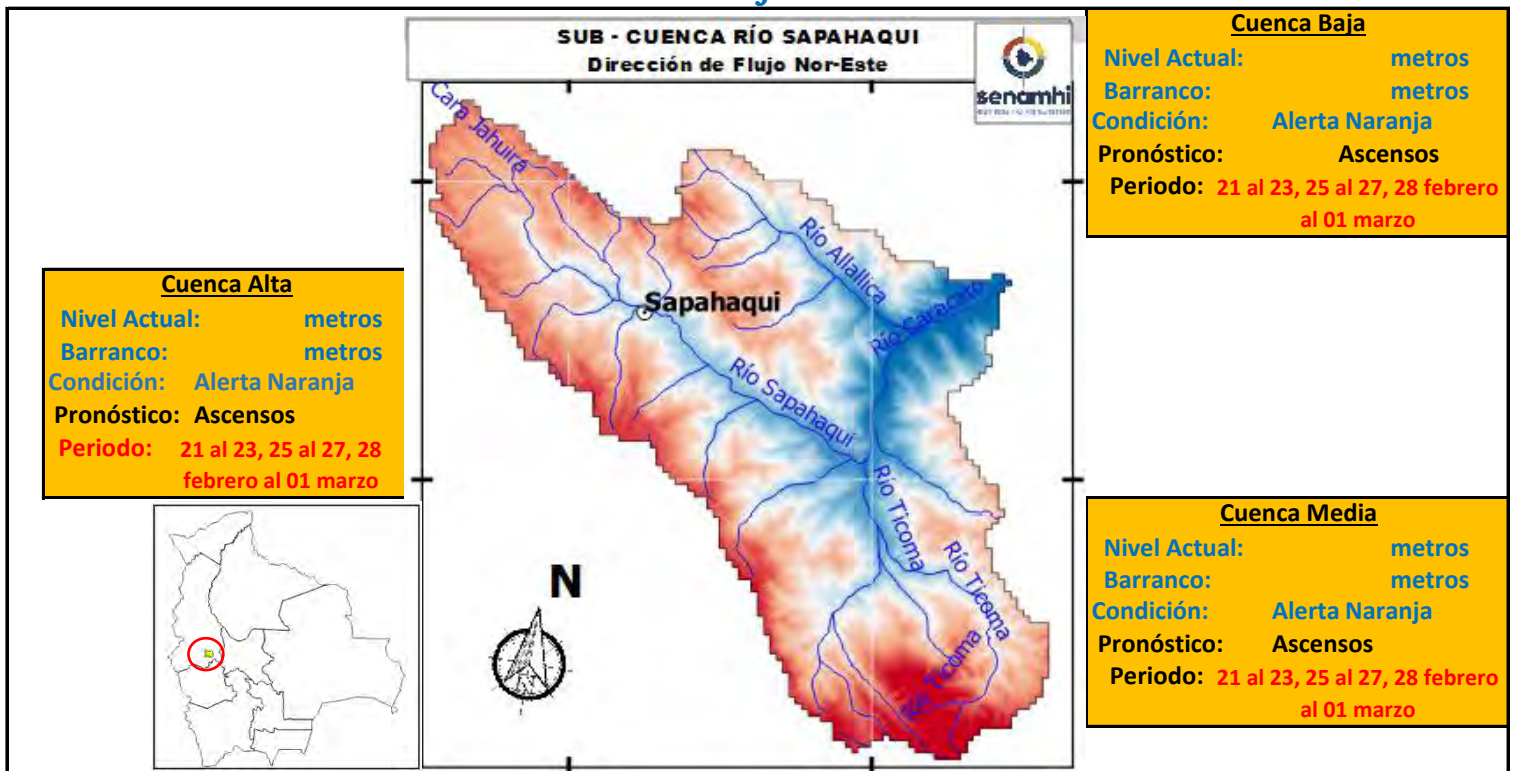 SUB - CUENCA RÍO SAPAHAQUI
Dirección de Flujo Nor-Este
senamhi
Cuenca Baja
Nivel Actual: metros
Barranco: metros
Condición: Alerta Naranja
Pronóstico: Ascensos
Periodo: 21 al 23, 25 al 27, 28 febrero
al 01 marzo
Cuenca Alta
Nivel Actual: metros
Barranco: metros
Condición: Alerta Naranja
Pronóstico: Ascensos
Periodo: 21 al 23, 25 al 27, 28
febrero al 01 marzo
Cara Jahuira
Río Allallica
Río Caracato
Sapahaqui
Río Sapahaqui
Río Ticoma
Río Ticoma
Río Ticoma
N
Cuenca Media
Nivel Actual: metros
Barranco: metros
Condición: Alerta Naranja
Pronóstico: Ascensos
Periodo: 21 al 23, 25 al 27, 28 febrero
al 01 marzo